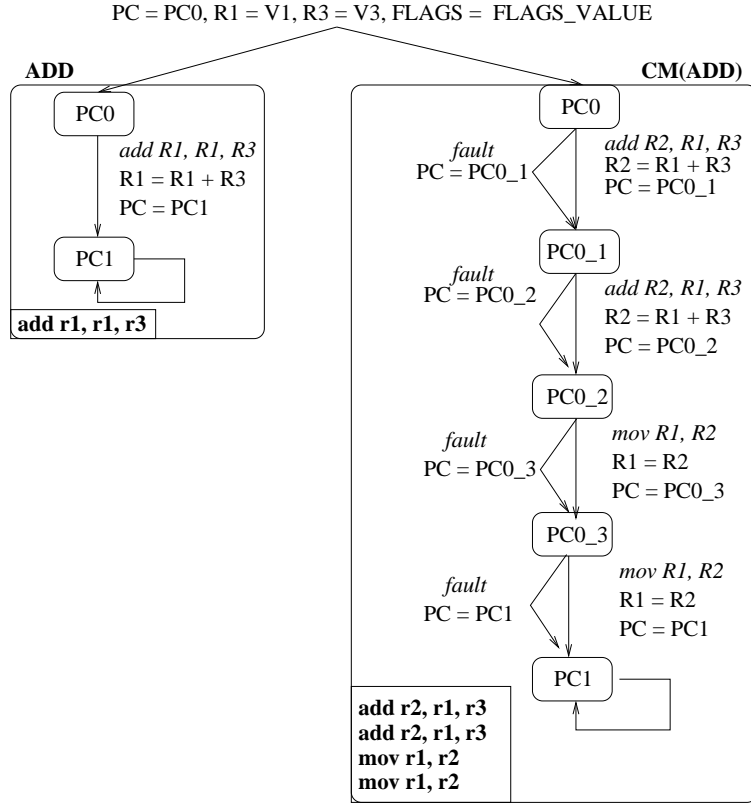 PC = PC0, R1 = V1, R3 = V3, FLAGS = FLAGS_VALUE
ADD
PC0
add R1, R1, R3
R1 = R1 + R3
PC = PC1
PC1
add r1, r1, r3
CM(ADD)
PC0
fault
PC = PC0_1
add R2, R1, R3
R2 = R1 + R3
PC = PC0_1
PC0_1
fault
PC = PC0_2
add R2, R1, R3
R2 = R1 + R3
PC = PC0_2
PC0_2
fault
PC = PC0_3
mov R1, R2
R1 = R2
PC = PC0_3
PC0_3
fault
PC = PC1
mov R1, R2
R1 = R2
PC = PC1
PC1
add r2, r1, r3
add r2, r1, r3
mov r1, r2
mov r1, r2